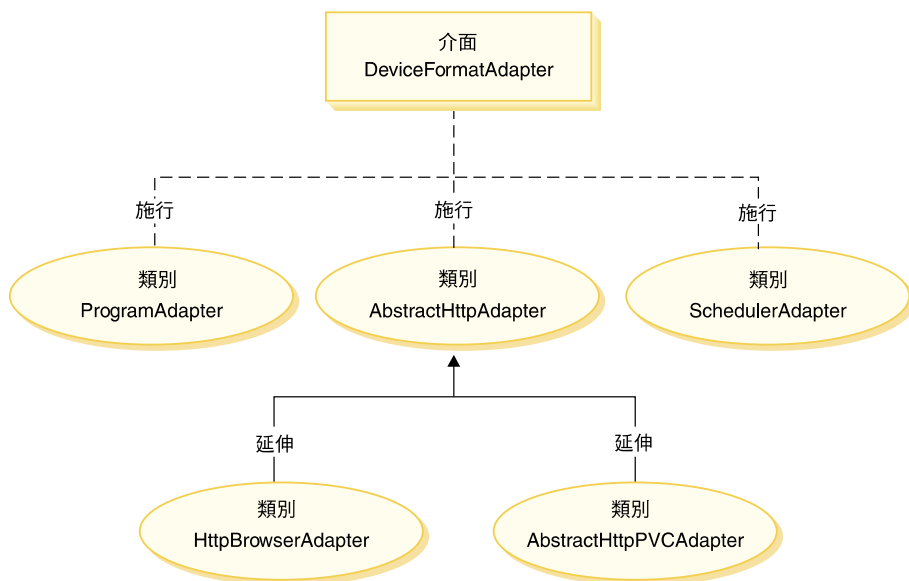 介面
DeviceFormatAdapter
施行
施行
施行
類別
ProgramAdapter
類別
AbstractHttpAdapter
類別
SchedulerAdapter
延伸
延伸
類別
HttpBrowserAdapter
類別
AbstractHttpPVCAdapter